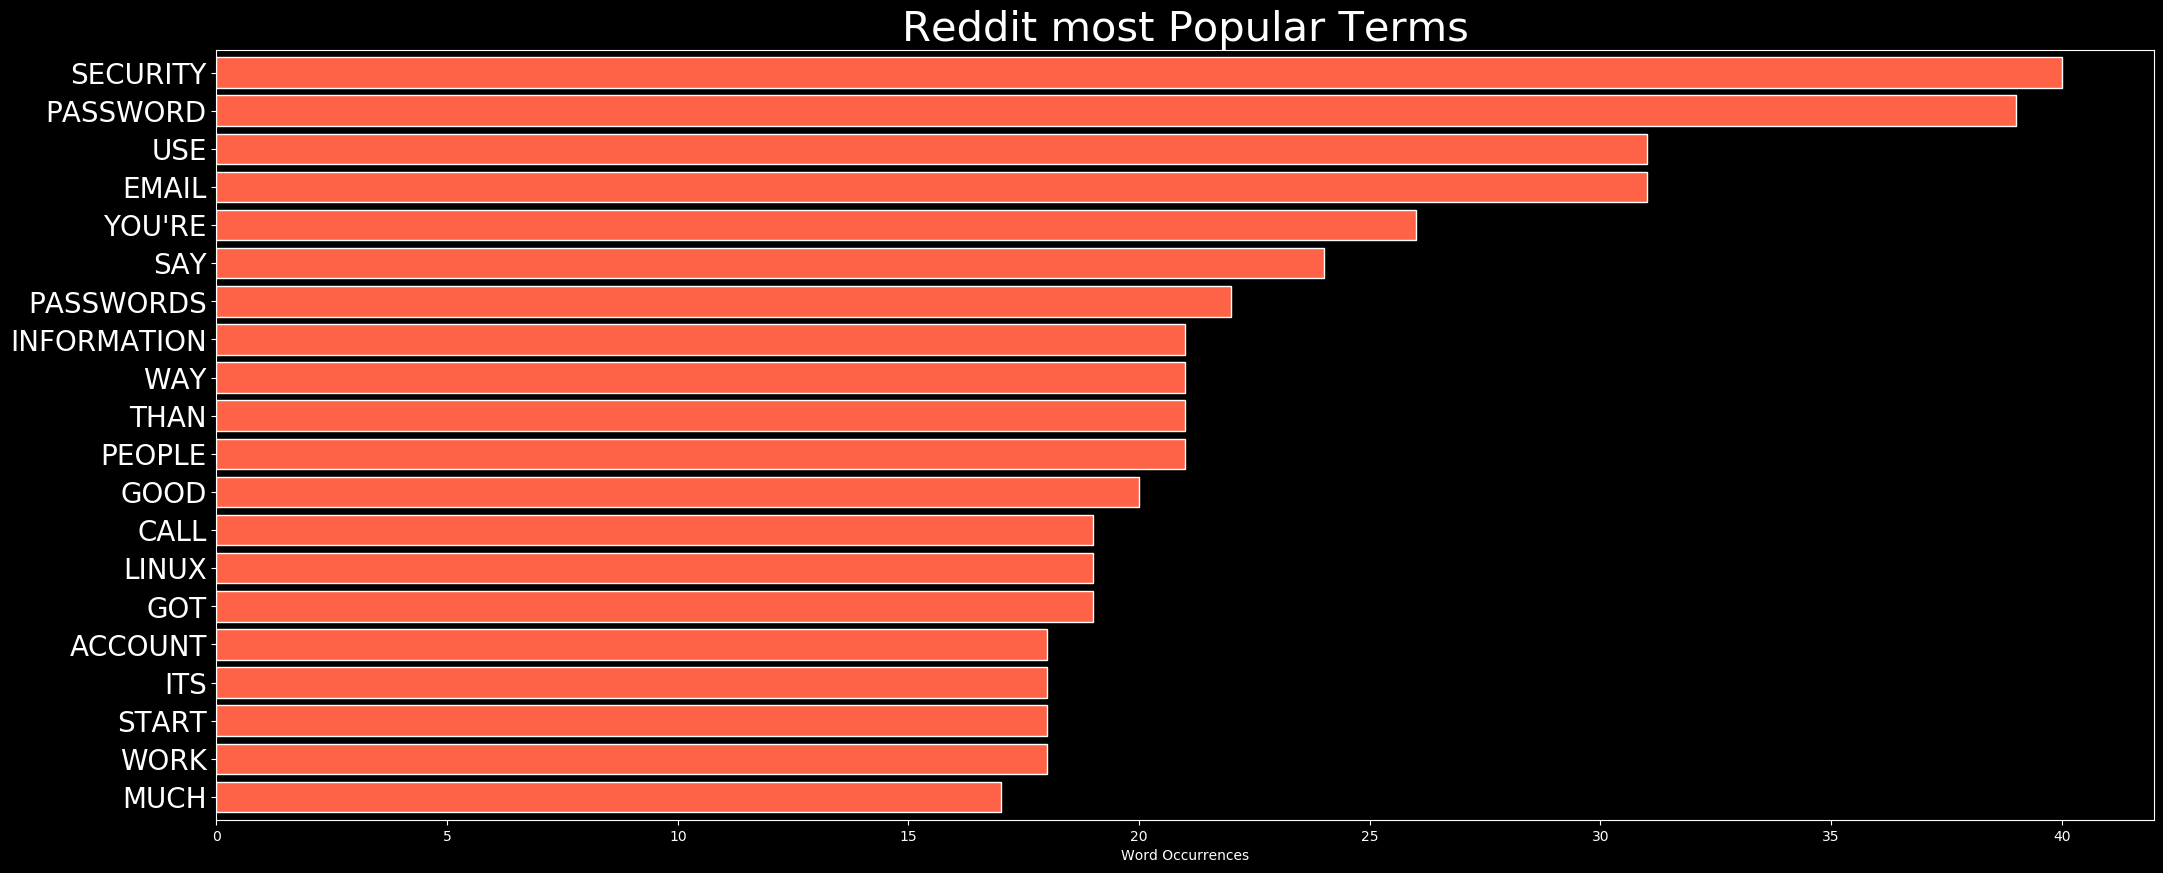 Reddit most Popular Terms
SECURITY
PASSWORD
USE
EMAIL
YOU'RE
SAY
PASSWORDS
INFORMATION
WAY
THAN
PEOPLE
GOOD
CALL
LINUX
GOT
ACCOUNT
ITS
START
WORK
MUCH
0 5 10 15 20 25 30 35 40
Word Occurrences